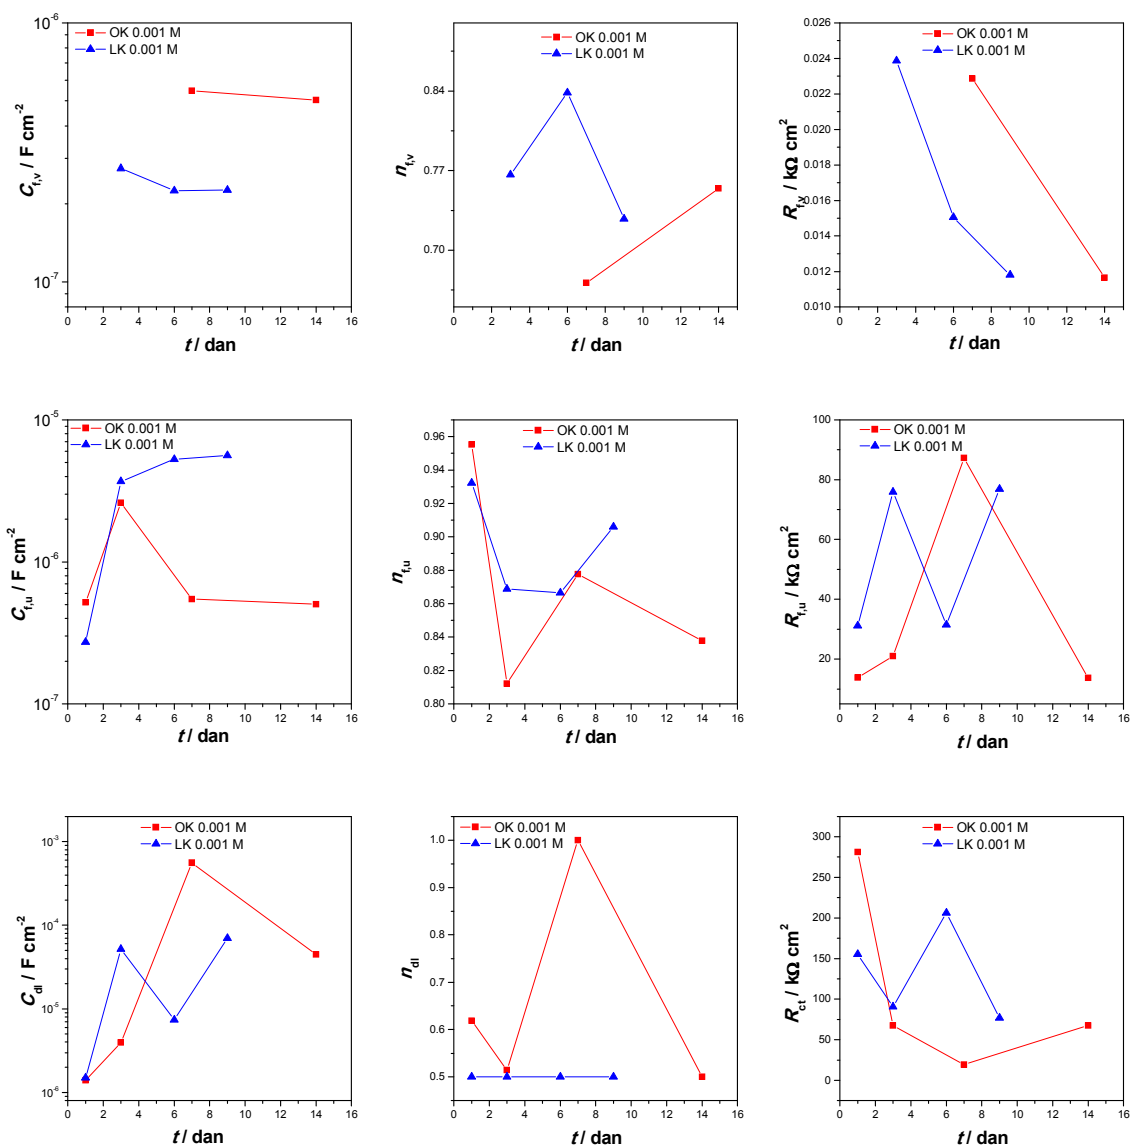 10⁻⁶
10⁻⁷
C_f,v / F cm⁻²
OK 0.001 M
LK 0.001 M
0 2 4 6 8 10 12 14 16
t / dan
0.84
0.77
0.70
n_f,v
OK 0.001 M
LK 0.001 M
0 2 4 6 8 10 12 14
t / dan
0.026
0.024
0.022
0.020
0.018
0.016
0.014
0.012
0.010
R_f,v / kΩ cm²
OK 0.001 M
LK 0.001 M
0 2 4 6 8 10 12 14
t / dan
10⁻⁵
10⁻⁶
10⁻⁷
C_f,u / F cm⁻²
OK 0.001 M
LK 0.001 M
0 2 4 6 8 10 12 14 16
t / dan
0.96
0.94
0.92
0.90
0.88
0.86
0.84
0.82
0.80
n_f,u
OK 0.001 M
LK 0.001 M
0 2 4 6 8 10 12 14 16
t / dan
100
80
60
40
20
R_f,u / kΩ cm²
OK 0.001 M
LK 0.001 M
0 2 4 6 8 10 12 14 16
t / dan
10⁻³
10⁻⁴
10⁻⁵
10⁻⁶
C_dl / F cm⁻²
OK 0.001 M
LK 0.001 M
0 2 4 6 8 10 12 14 16
t / dan
1.0
0.9
0.8
0.7
0.6
0.5
n_dl
OK 0.001 M
LK 0.001 M
0 2 4 6 8 10 12 14 16
t / dan
300
250
200
150
100
50
0
R_ct / kΩ cm²
OK 0.001 M
LK 0.001 M
0 2 4 6 8 10 12 14 16
t / dan